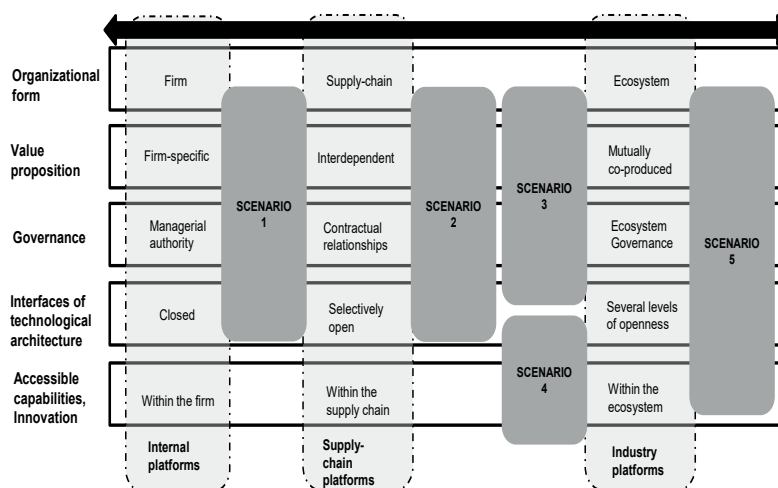 Organizational
form
Firm
Supply-chain
Ecosystem
Value
proposition
Firm-specific
Interdependent
Mutually
co-produced
SCENARIO
1
SCENARIO
2
SCENARIO
3
Governance
Managerial
authority
Contractual
relationships
Ecosystem
Governance
SCENARIO
5
Interfaces of
technological
architecture
Closed
Selectively
open
Several levels
of openness
SCENARIO
4
Accessible
capabilities,
Innovation
Within the firm
Within the
supply chain
Within the
ecosystem
Internal
platforms
Supply-
chain
platforms
Industry
platforms